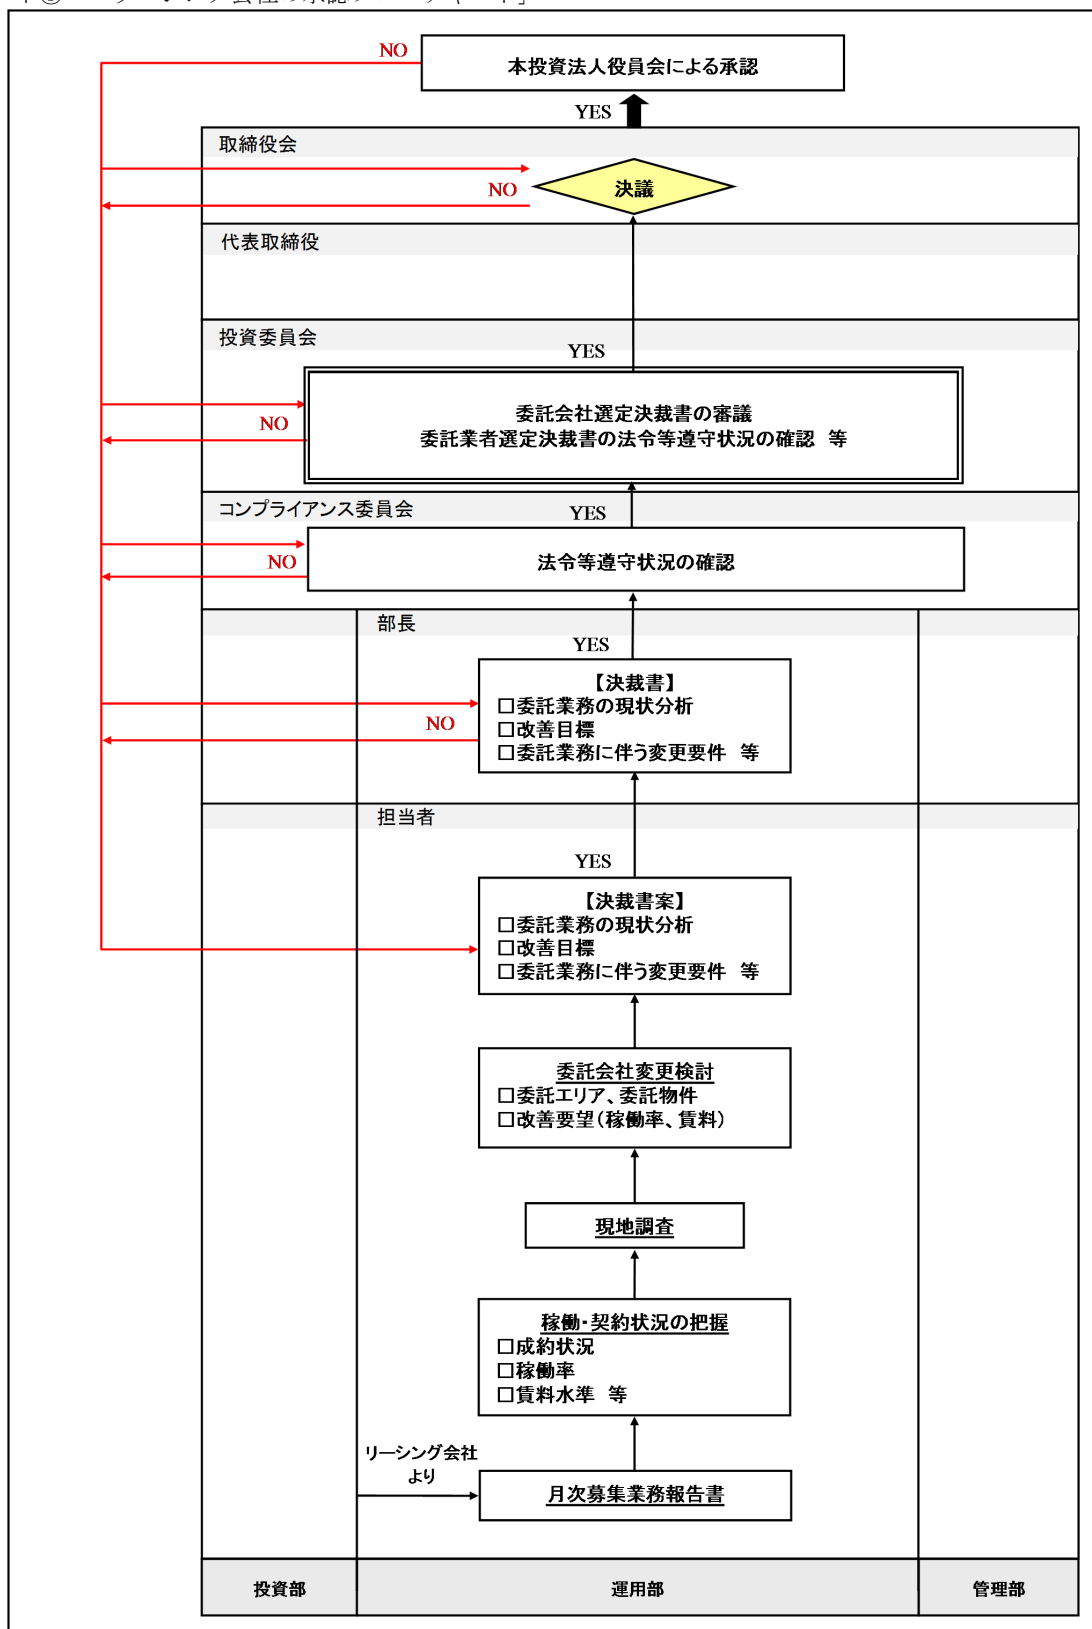 NO
本投資法人役員会による承認
YES
取締役会
NO
決議
代表取締役
投資委員会
YES
委託会社選定決裁書の審議
NO
委託業者選定決裁書の法令等遵守状況の確認　等
コンプライアンス委員会
YES
NO
法令等遵守状況の確認
部長
YES
【決裁書】
□委託業務の現状分析
NO
□改善目標
□委託業務に伴う変更要件　等
担当者
YES
【決裁書案】
□委託業務の現状分析
□改善目標
□委託業務に伴う変更要件　等
委託会社変更検討
□委託エリア、委託物件
□改善要望(稼働率、賃料)
現地調査
稼働・契約状況の把握
□成約状況
□稼働率
□賃料水準　等
リーシング会社
より
月次募集業務報告書
投資部
運用部
管理部